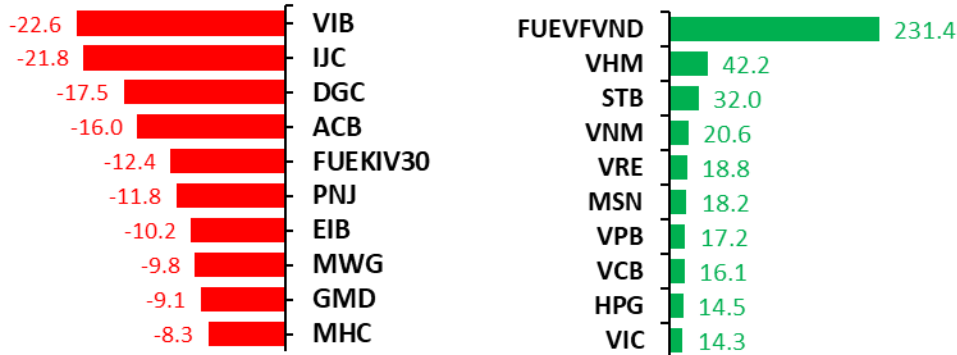 -22.6 VIB
-21.8 IJC
-17.5 DGC
-16.0 ACB
-12.4 FUEKIV30
-11.8 PNJ
-10.2 EIB
-9.8 MWG
-9.1 GMD
-8.3 MHC
FUEVFVND 231.4
VHM 42.2
STB 32.0
VNM 20.6
VRE 18.8
MSN 18.2
VPB 17.2
VCB 16.1
HPG 14.5
VIC 14.3